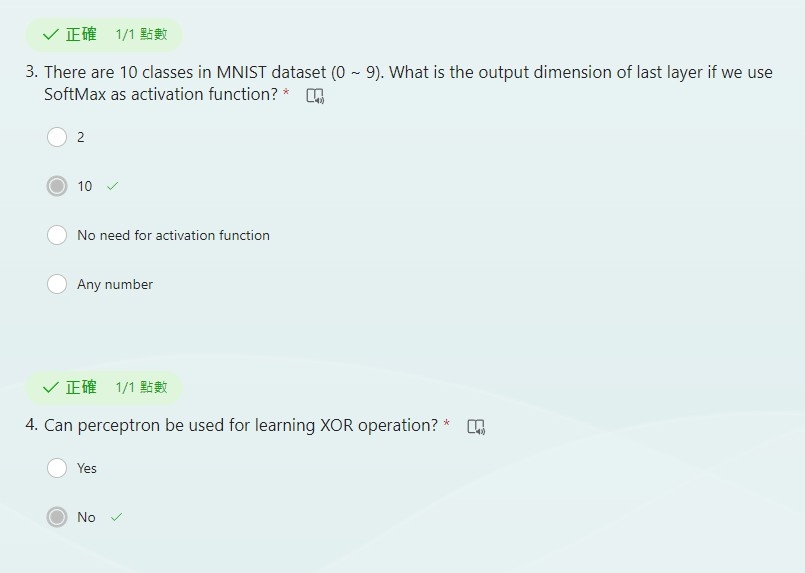 正確 1/1 點數
3. There are 10 classes in MNIST dataset (0 ~ 9). What is the output dimension of last layer if we use
SoftMax as activation function? *
2
10
No need for activation function
Any number
正確 1/1 點數
4. Can perceptron be used for learning XOR operation? *
Yes
No